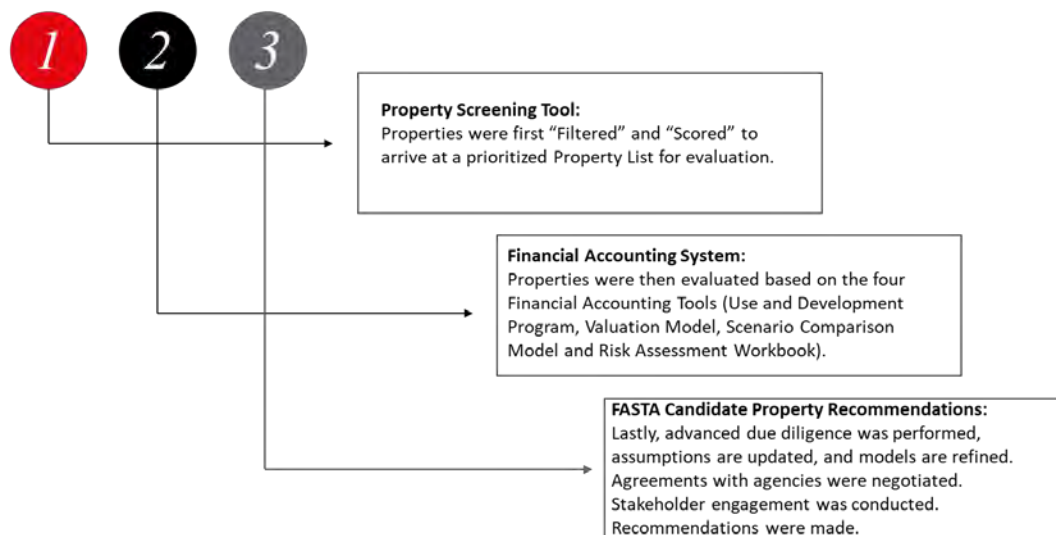 1 2 3
Property Screening Tool:
Properties were first “Filtered” and “Scored” to
arrive at a prioritized Property List for evaluation.
Financial Accounting System:
Properties were then evaluated based on the four
Financial Accounting Tools (Use and Development
Program, Valuation Model, Scenario Comparison
Model and Risk Assessment Workbook).
FASTA Candidate Property Recommendations:
Lastly, advanced due diligence was performed,
assumptions are updated, and models are refined.
Agreements with agencies were negotiated.
Stakeholder engagement was conducted.
Recommendations were made.